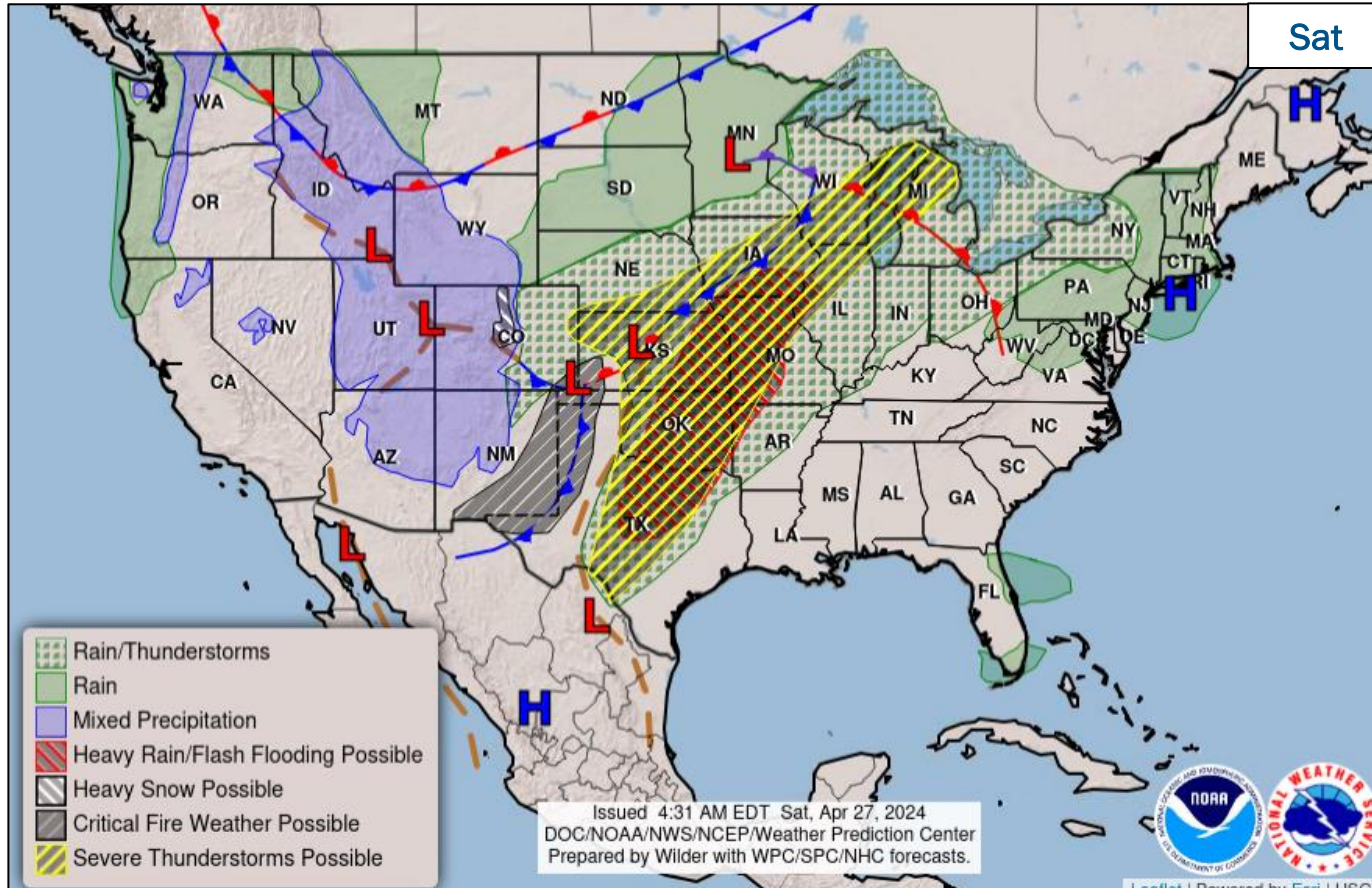 Sat
WA
MT
ND
MN
ME
OR
ID
SD
WI
MI
VT
NH
WY
NY
MA
CT
RI
NE
IA
PA
NJ
NV
UT
CO
IL
IN
OH
MD
DE
DC
CA
KS
MO
WV
VA
KY
AZ
NM
OK
AR
TN
NC
SC
MS
AL
GA
TX
LA
FL
H
H
H
L
L
L
L
L
L
L
Rain/Thunderstorms
Rain
Mixed Precipitation
Heavy Rain/Flash Flooding Possible
Heavy Snow Possible
Critical Fire Weather Possible
Severe Thunderstorms Possible
Issued 4:31 AM EDT Sat, Apr 27, 2024
DOC/NOAA/NWS/NCEP/Weather Prediction Center
Prepared by Wilder with WPC/SPC/NHC forecasts.
NOAA
NATIONAL WEATHER SERVICE
Leaflet | Powered by Esri | USG